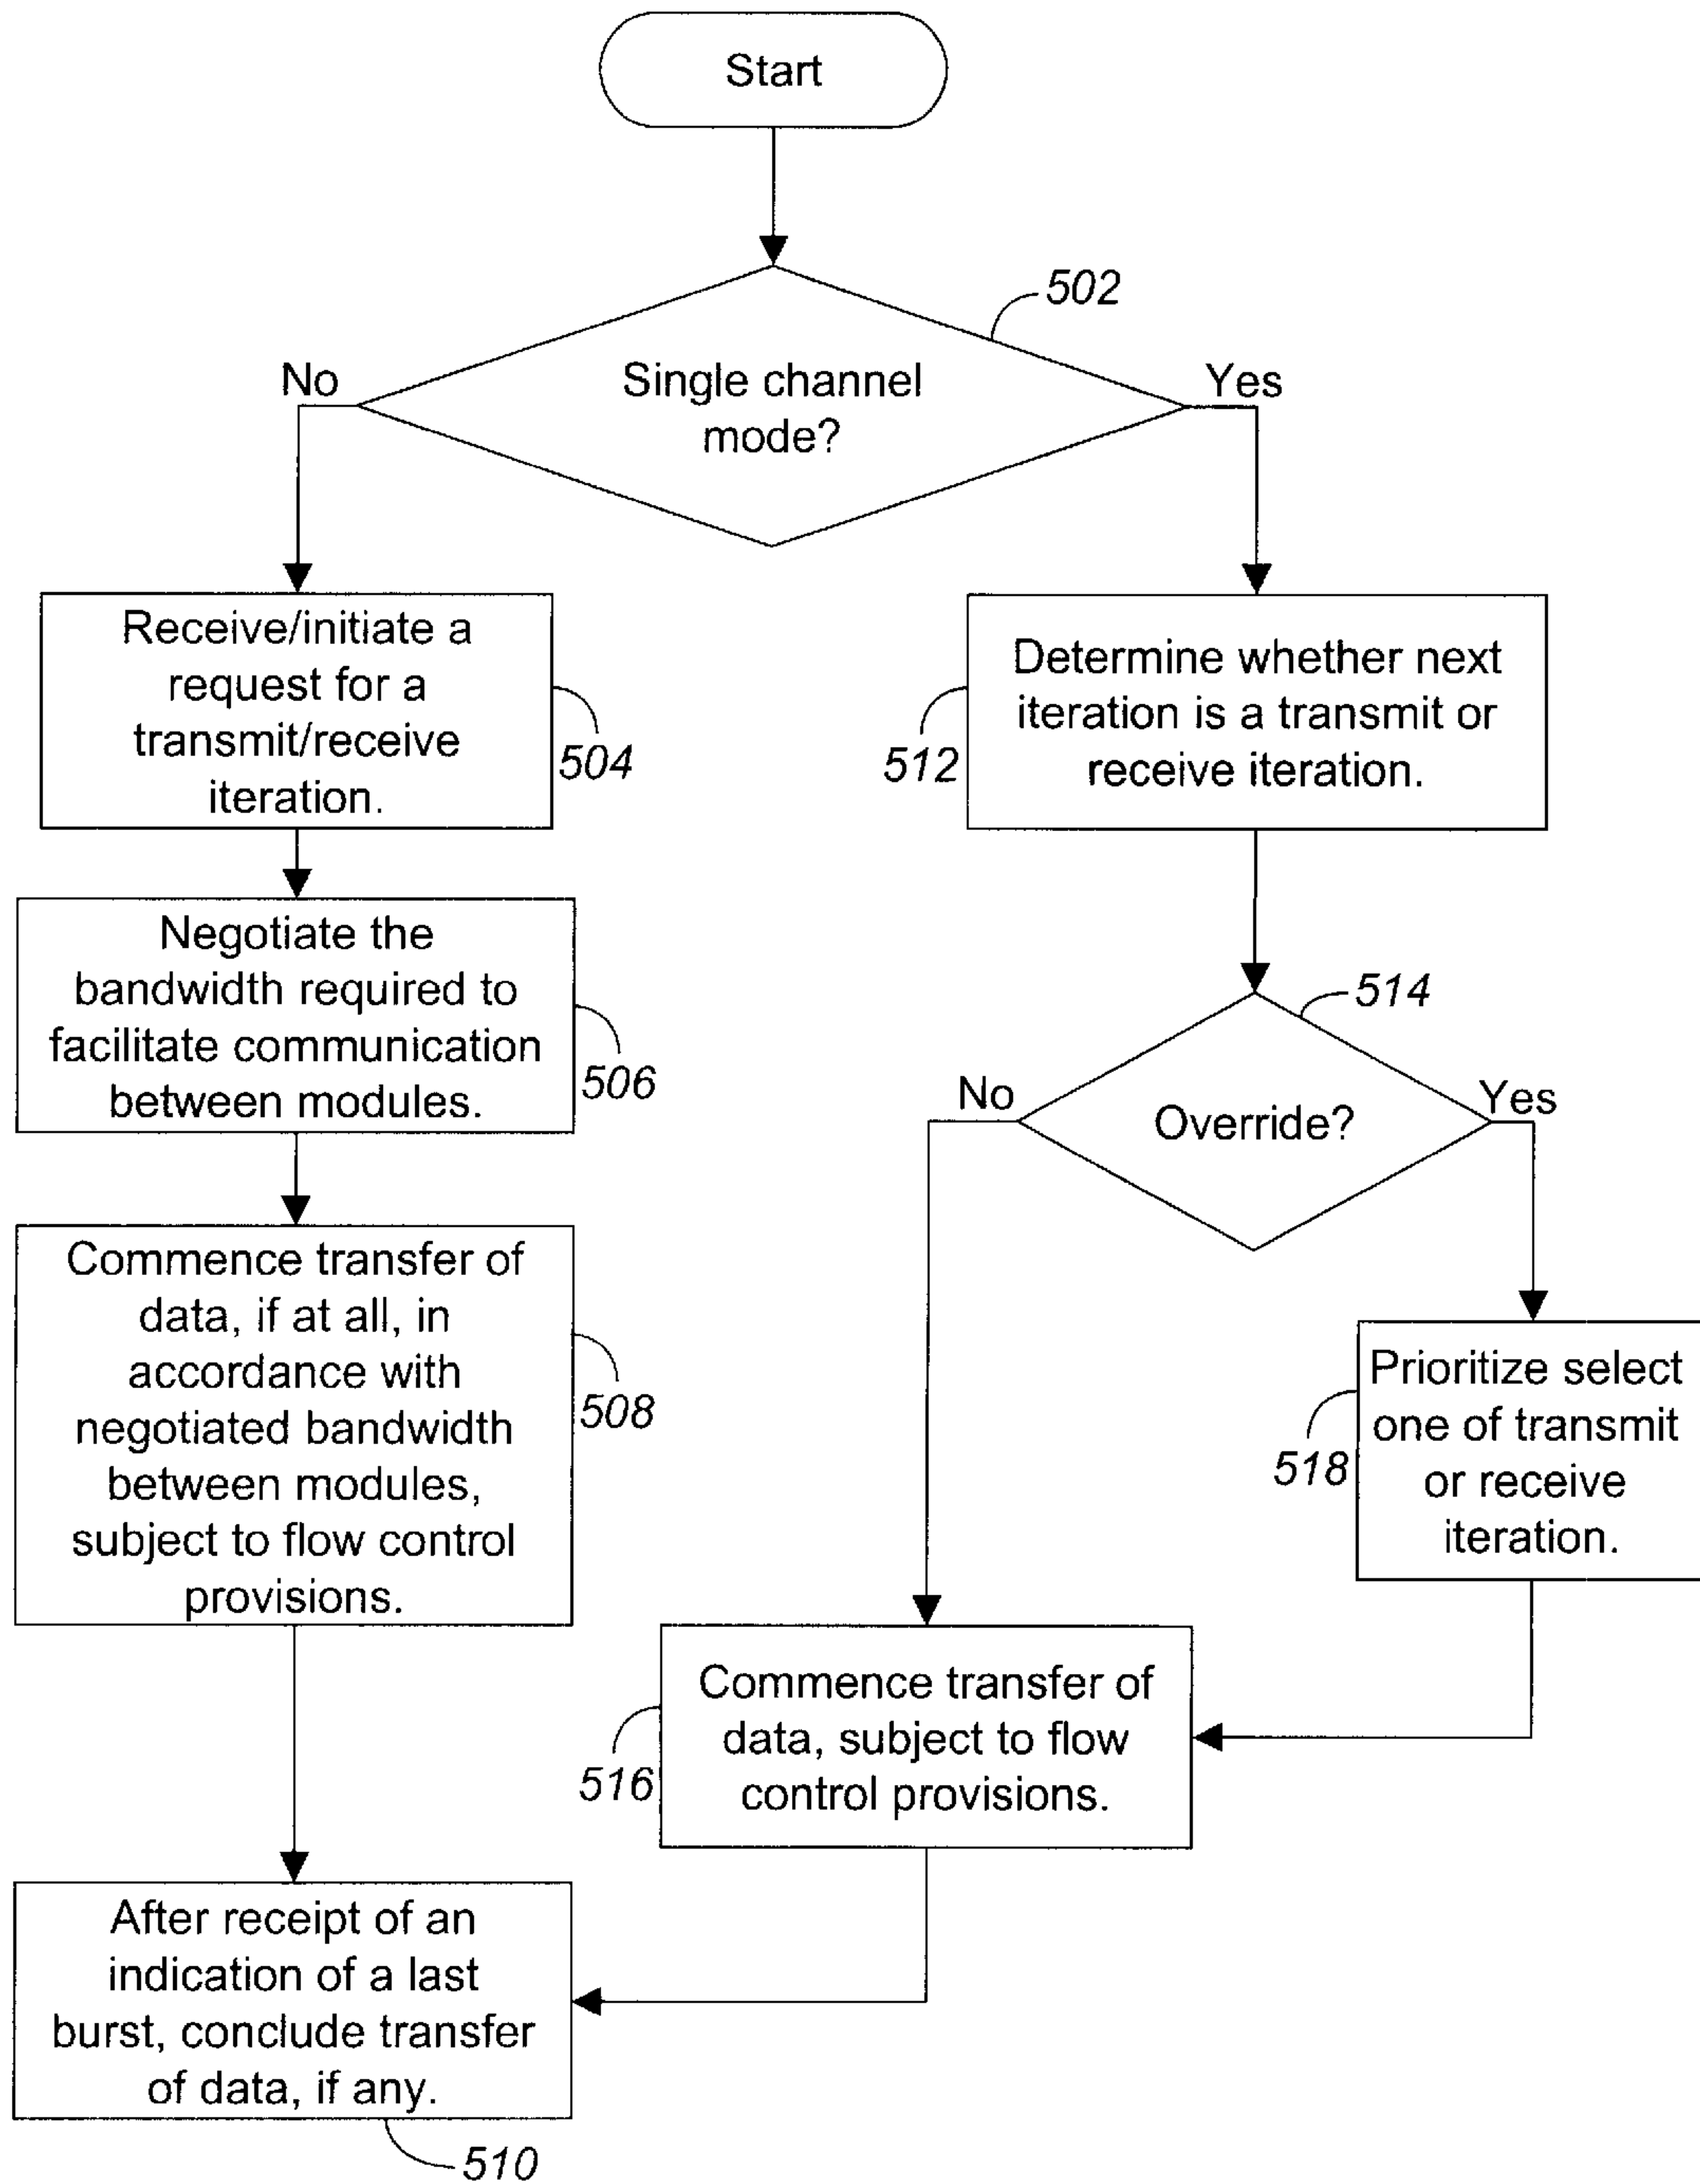 Start
502
Single channel
mode?
No
Yes
Receive/initiate a
request for a
transmit/receive
iteration.
504
Determine whether next
iteration is a transmit or
receive iteration.
512
Negotiate the
bandwidth required to
facilitate communication
between modules.
506
514
Override?
No
Yes
Commence transfer of
data, if at all, in
accordance with
negotiated bandwidth
between modules,
subject to flow control
provisions.
508
Prioritize select
one of transmit
or receive
iteration.
518
Commence transfer of
data, subject to flow
control provisions.
516
After receipt of an
indication of a last
burst, conclude transfer
of data, if any.
510